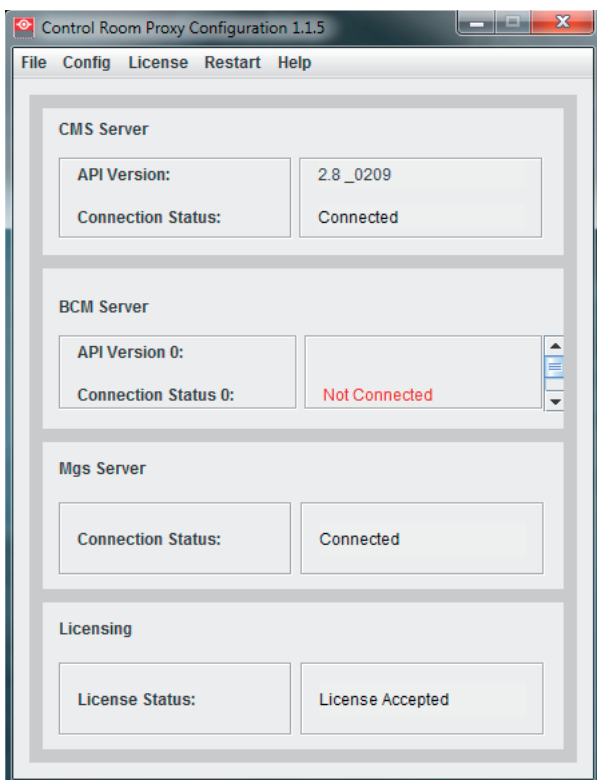 Control Room Proxy Configuration 1.1.5
File Config License Restart Help
CMS Server
API Version: 2.8 _0209
Connection Status: Connected
BCM Server
API Version 0:
Connection Status 0: Not Connected
Mgs Server
Connection Status: Connected
Licensing
License Status: License Accepted